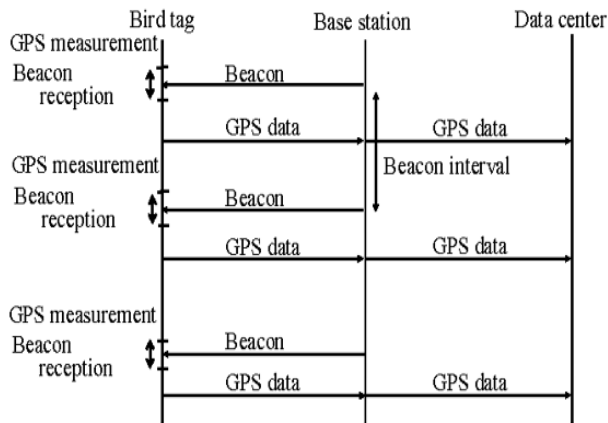 Bird tag
Base station
Data center
GPS measurement
Beacon
reception
Beacon
GPS data
GPS data
GPS measurement
Beacon interval
Beacon
reception
Beacon
GPS data
GPS data
GPS measurement
Beacon
reception
Beacon
GPS data
GPS data